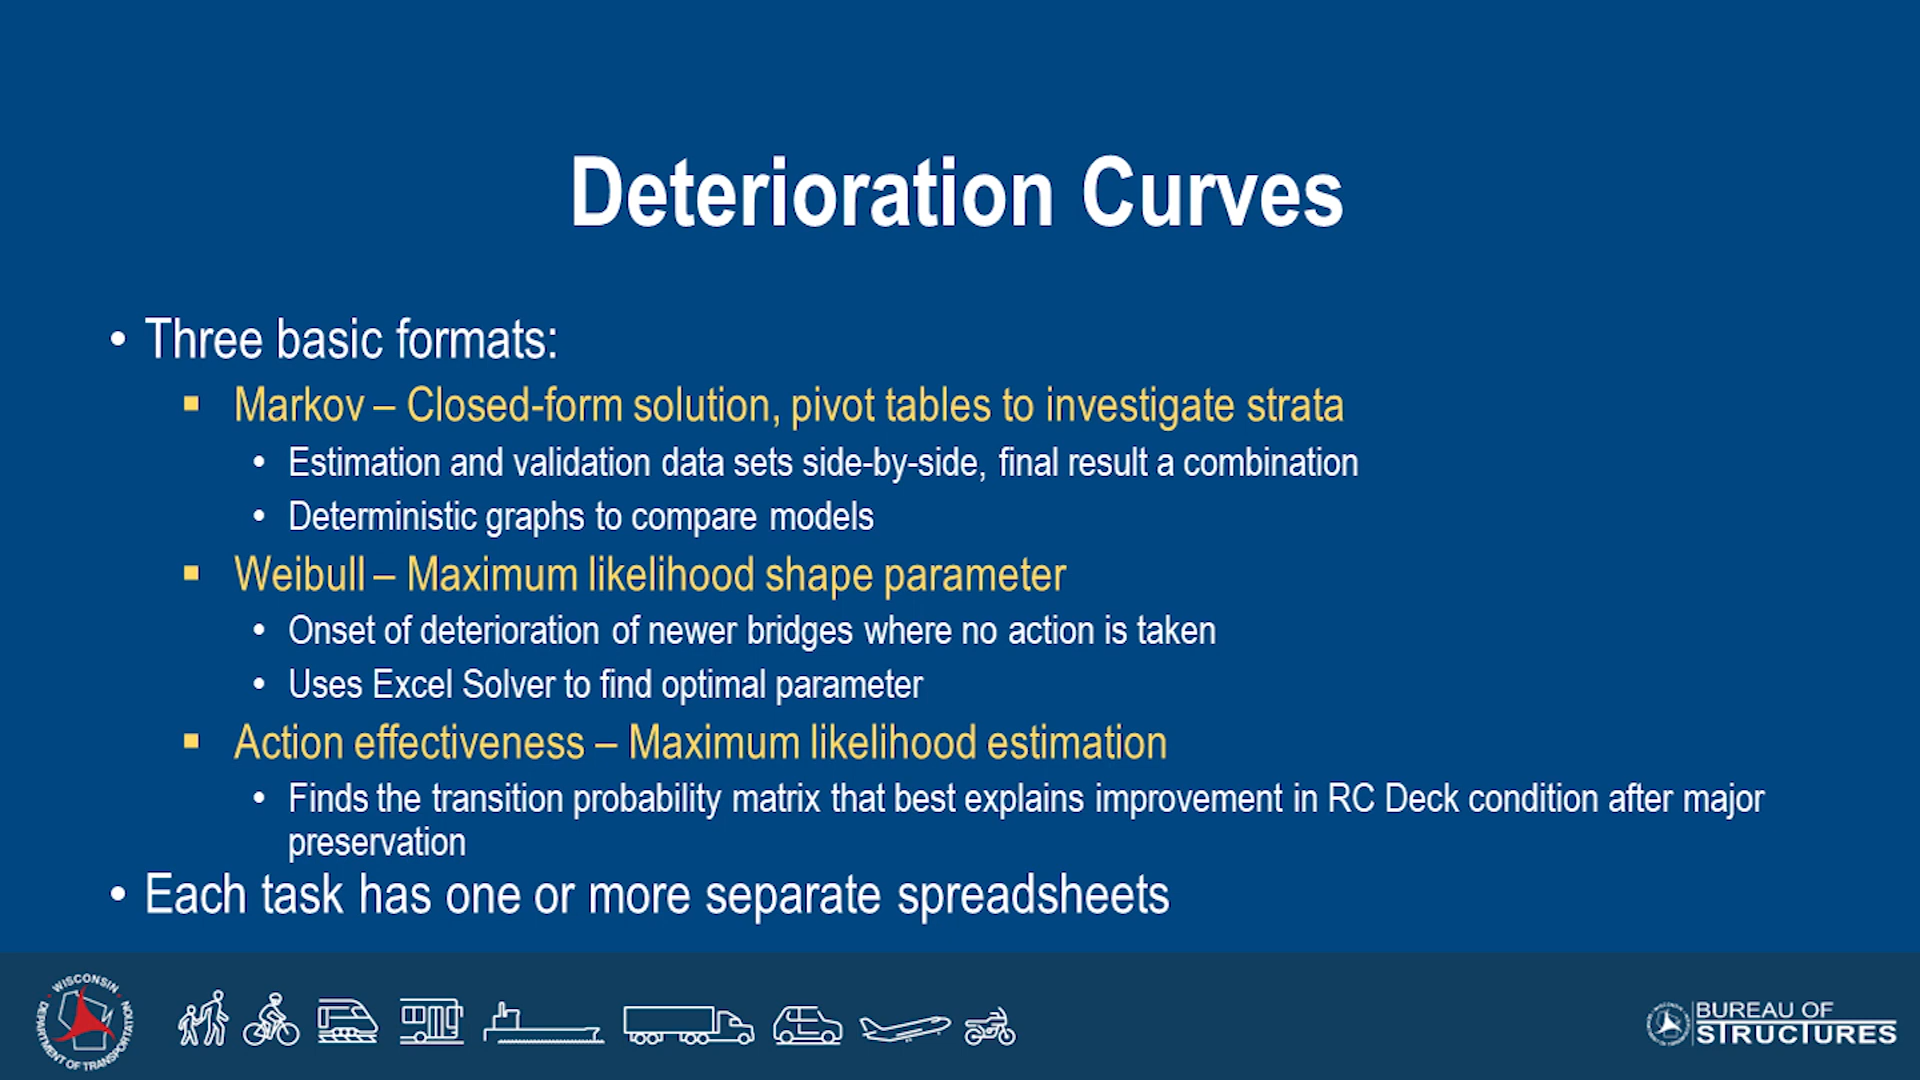 Deterioration Curves
• Three basic formats:
▪ Markov – Closed-form solution, pivot tables to investigate strata
• Estimation and validation data sets side-by-side, final result a combination
• Deterministic graphs to compare models
▪ Weibull – Maximum likelihood shape parameter
• Onset of deterioration of newer bridges where no action is taken
• Uses Excel Solver to find optimal parameter
▪ Action effectiveness – Maximum likelihood estimation
• Finds the transition probability matrix that best explains improvement in RC Deck condition after major
preservation
• Each task has one or more separate spreadsheets
WISCONSIN
DEPARTMENT OF TRANSPORTATION
BUREAU OF
STRUCTURES